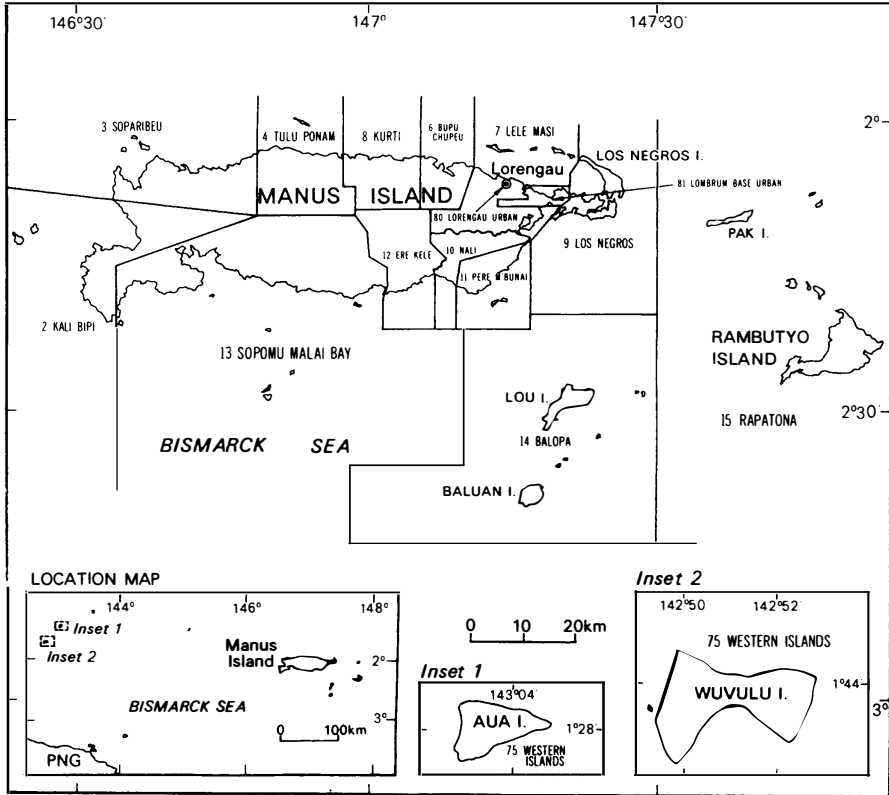 146°30'
147°
147°30'
2°
3 SOPARIBEU
4 TULU PONAM
8 KURTI
6 BUPU
CHUPEU
7 LELE MASI
LOS NEGROS I.
Lorengau
81 LOMBRUM BASE URBAN
MANUS ISLAND
80 LORENGAU URBAN
PAK I.
9 LOS NEGROS
12 ERE KELE
10 NALI
11 PERE M BUNAI
2 KALI BIPI
13 SOPOMU MALAI BAY
RAMBUTYO
ISLAND
LOU I.
2°30'
15 RAPATONA
14 BALOPA
BISMARCK SEA
BALUAN I.
LOCATION MAP
144°
146°
148°
Inset 1
Inset 2
Manus
Island
2°
BISMARCK SEA
3°
0 100km
PNG
0 10 20km
Inset 1
143°04'
AUA I.
1°28'
75 WESTERN
ISLANDS
Inset 2
142°50'
142°52'
75 WESTERN ISLANDS
WUVULU I.
1°44'
3°